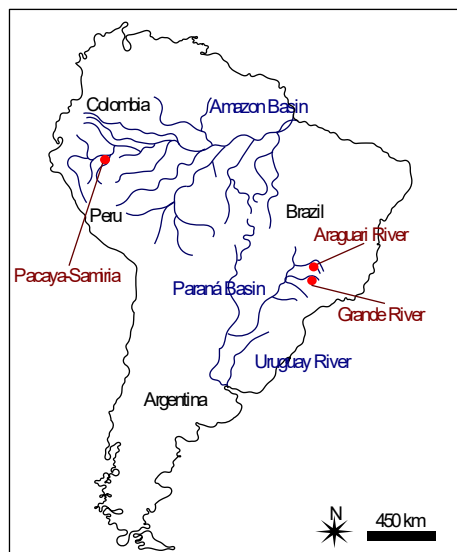 Colombia
Amazon Basin
Peru
Brazil
Araguari River
Pacaya-Samiria
Paraná Basin
Grande River
Uruguay River
Argentina
N
450 km